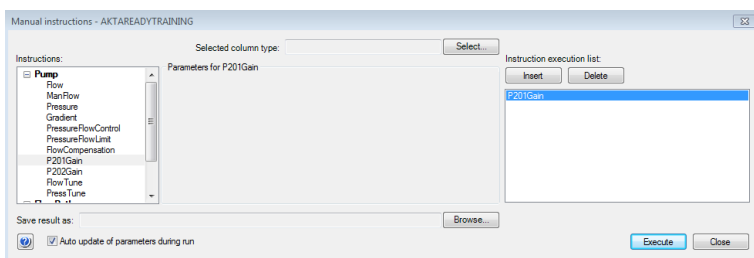 Manual instructions - AKTAREADYTRAINING
Selected column type:
Select...
Instructions:
Pump
Flow
ManFlow
Pressure
Gradient
PressureFlowControl
PressureFlowLimit
FlowCompensation
P201Gain
P202Gain
FlowTune
PressTune
Parameters for P201Gain
Instruction execution list:
Insert
Delete
P201Gain
Save result as:
Browse...
Auto update of parameters during run
Execute
Close